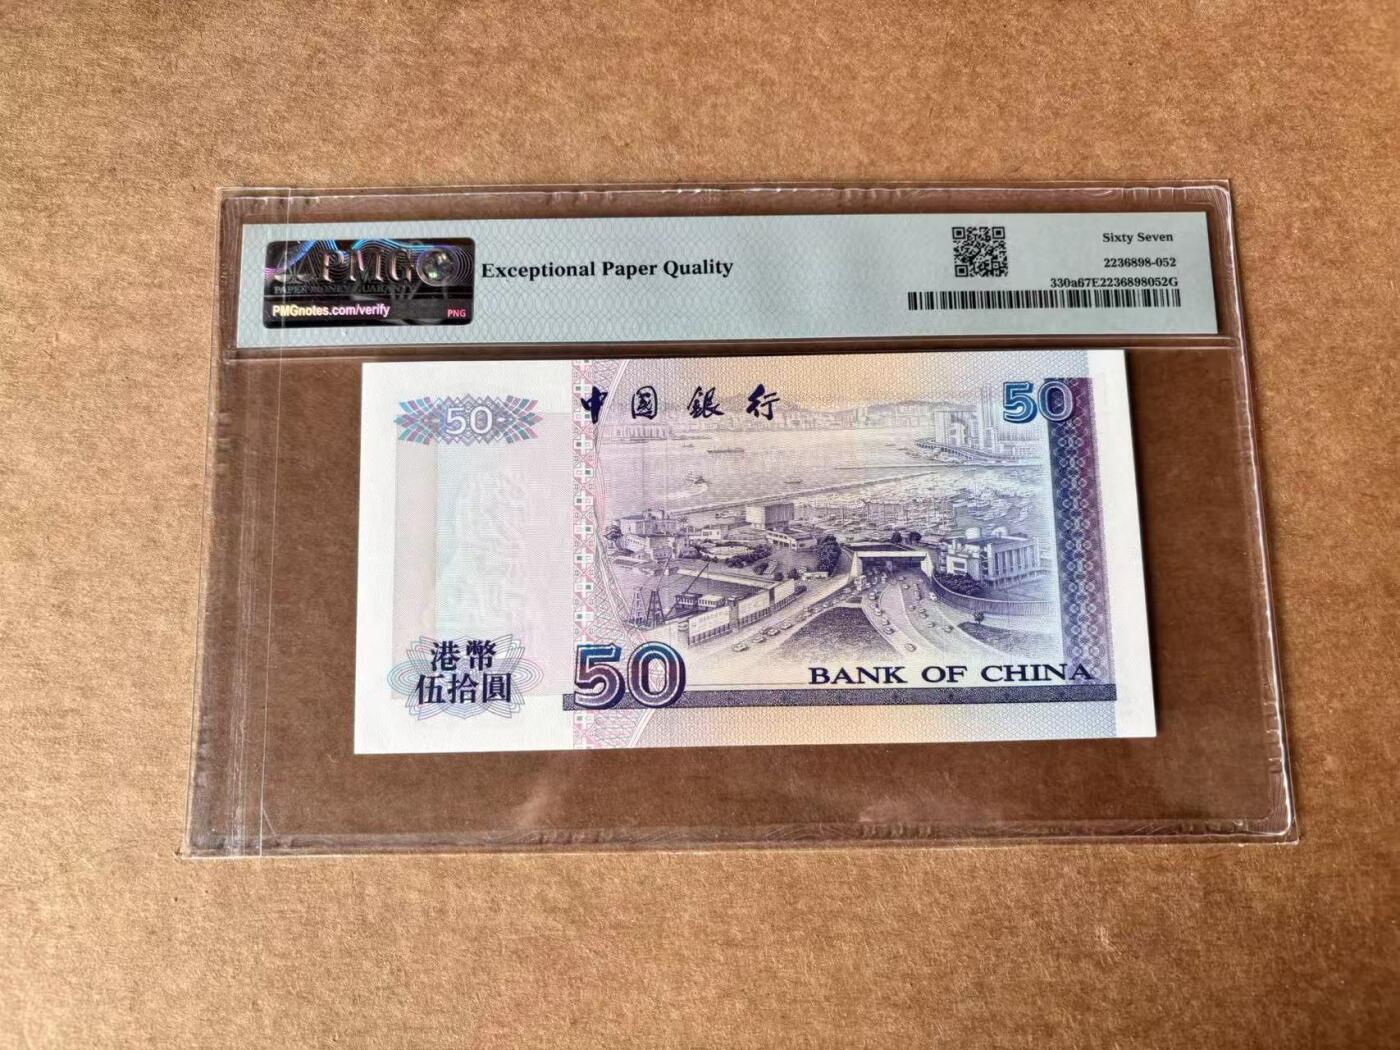 PMG
PAPER MONEY GUARANTY
PMGnotes.com/verify
PNG
Exceptional Paper Quality
Sixty Seven
2236898-052
330a67E2236898052G
50
中國銀行
50
港幣
伍拾圓
50
BANK OF CHINA